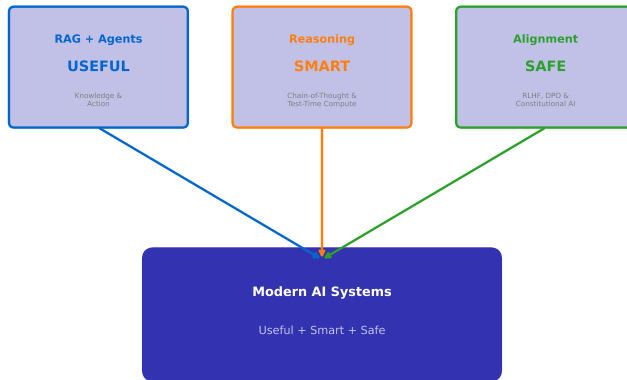 RAG + Agents
USEFUL
Knowledge &
Action
Reasoning
SMART
Chain-of-Thought &
Test-Time Compute
Alignment
SAFE
RLHF, DPO &
Constitutional AI
Modern AI Systems
Useful + Smart + Safe